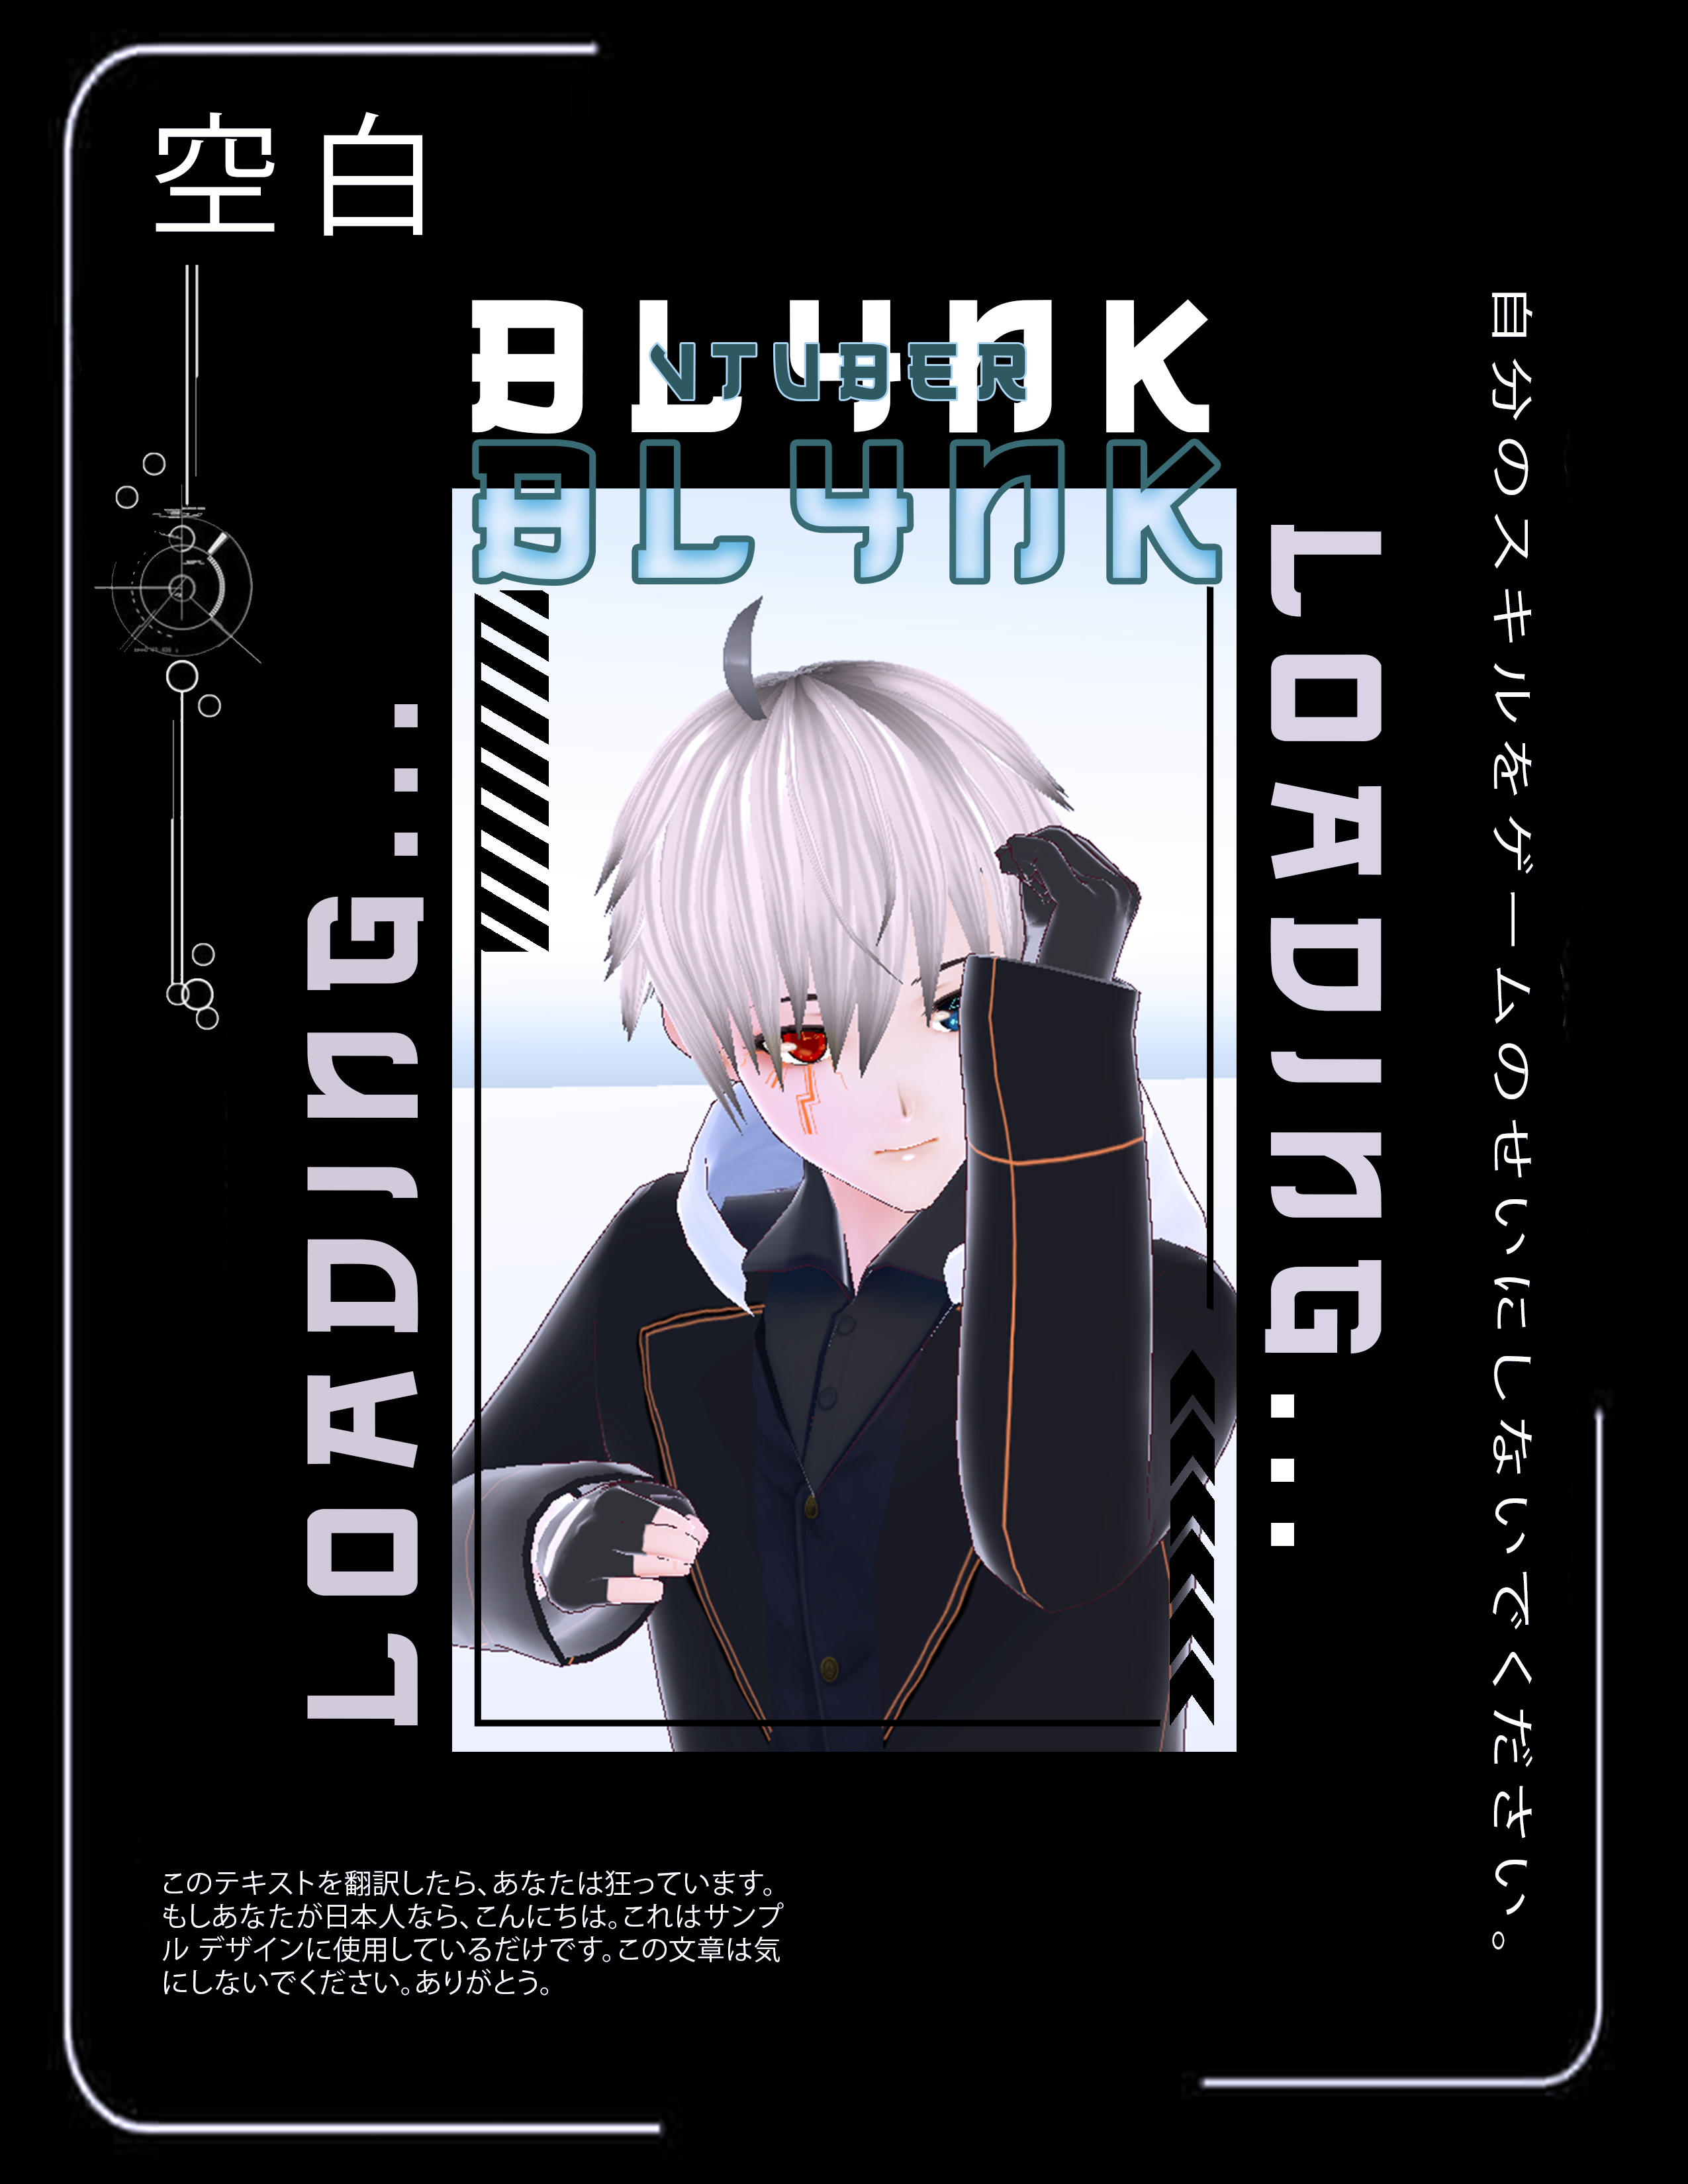 空白
BLYNK
VTUBER
BLYNK
LOADING...
LOADING...
自分のスキルをゲームのせいにしないでください。
このテキストを翻訳したら、あなたは狂っています。
もしあなたが日本人なら、こんにちは。これはサンプ
ル デザインに使用しているだけです。この文章は気
にしないでください。ありがとう。